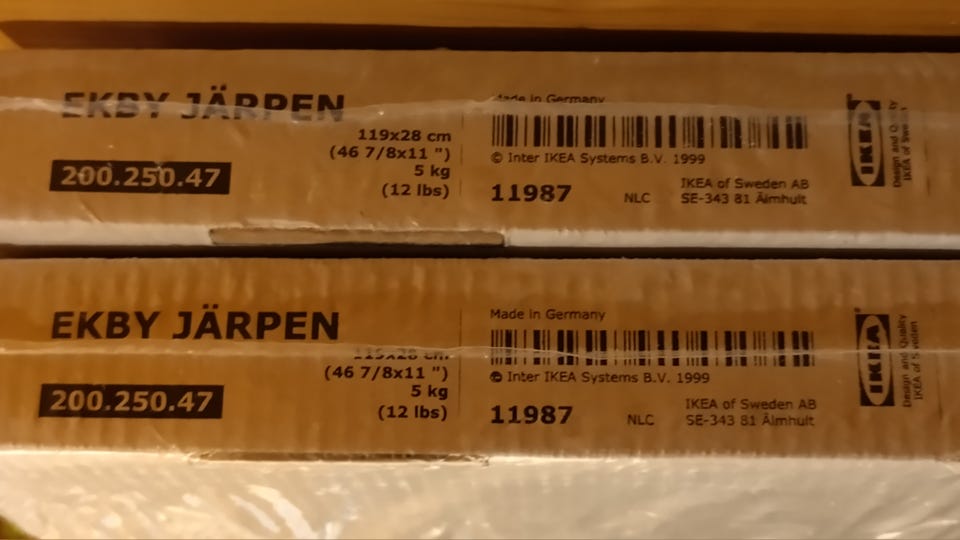 EKBY JÄRPEN
119x28 cm
(46 7/8x11 ")
5 kg
(12 lbs)
200.250.47
Made in Germany
© Inter IKEA Systems B.V. 1999
11987
NLC
IKEA of Sweden AB
SE-343 81 Älmhult
IKEA
Design and Quality
IKEA of Sweden
EKBY JÄRPEN
119x28 cm
(46 7/8x11 ")
5 kg
(12 lbs)
200.250.47
Made in Germany
© Inter IKEA Systems B.V. 1999
11987
NLC
IKEA of Sweden AB
SE-343 81 Älmhult
IKEA
Design and Quality
IKEA of Sweden